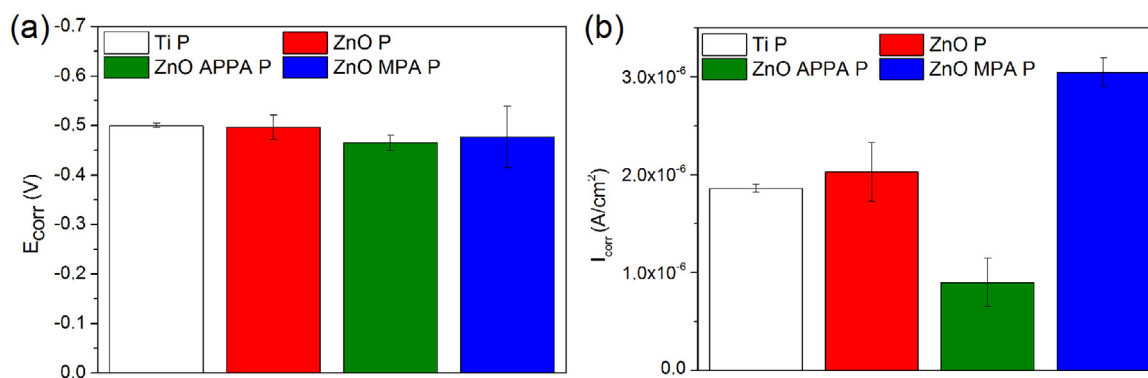 (a)
Ti P
ZnO P
ZnO APPA P
ZnO MPA P
-0.7
-0.6
-0.5
-0.4
-0.3
-0.2
-0.1
0.0
E_corr (V)
(b)
Ti P
ZnO P
ZnO APPA P
ZnO MPA P
3.0x10⁻⁶
2.0x10⁻⁶
1.0x10⁻⁶
0.0
I_corr (A/cm²)